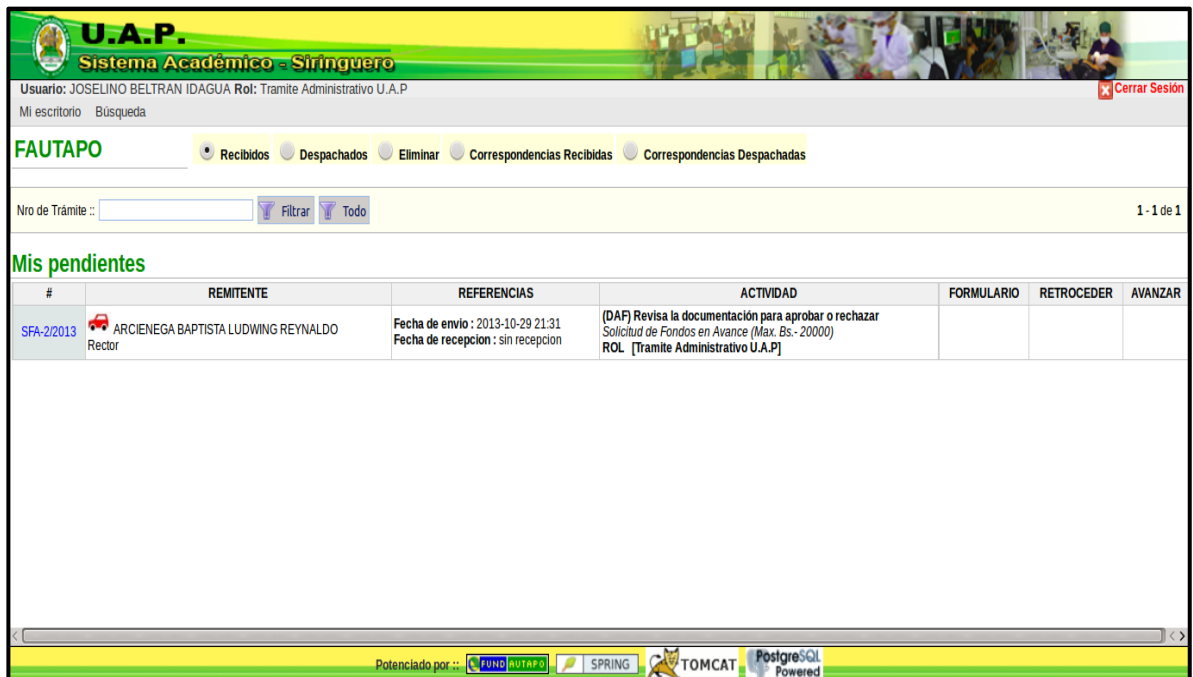 U.A.P.
Sistema Académico - Siringuero
Usuario: JOSELINO BELTRAN IDAGUA Rol: Tramite Administrativo U.A.P
Cerrar Sesión
Mi escritorio Búsqueda
FAUTAPO
Recibidos Despachados Eliminar Correspondencias Recibidas Correspondencias Despachadas
Nro de Trámite :: Filtrar Todo 1 - 1 de 1
Mis pendientes
# REMITENTE REFERENCIAS ACTIVIDAD FORMULARIO RETROCEDER AVANZAR
SFA-2/2013
ARCIENEGA BAPTISTA LUDWING REYNALDO
Rector
Fecha de envio : 2013-10-29 21:31
Fecha de recepcion : sin recepcion
(DAF) Revisa la documentación para aprobar o rechazar
Solicitud de Fondos en Avance (Max. Bs.- 20000)
ROL [Tramite Administrativo U.A.P]
Potenciado por :: FUND AUTAPO SPRING TOMCAT PostgreSQL
Powered